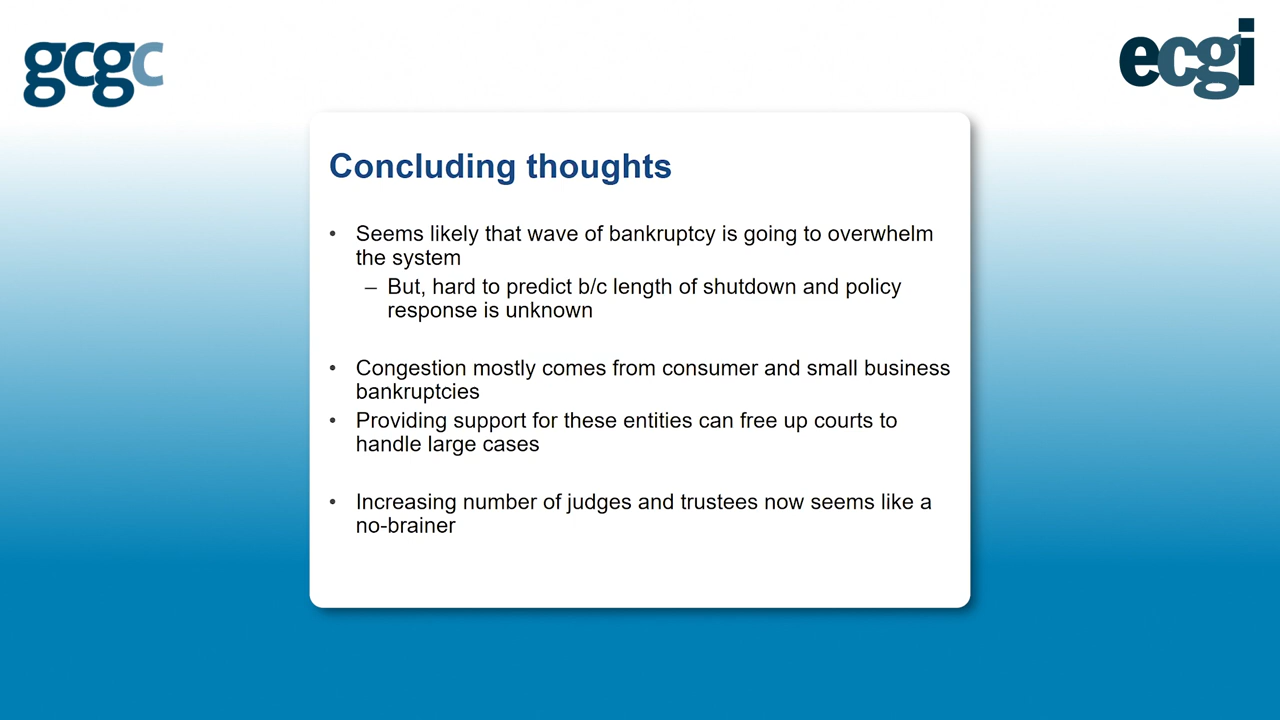 gcgc
ecgi
Concluding thoughts
• Seems likely that wave of bankruptcy is going to overwhelm
the system
– But, hard to predict b/c length of shutdown and policy
response is unknown
• Congestion mostly comes from consumer and small business
bankruptcies
• Providing support for these entities can free up courts to
handle large cases
• Increasing number of judges and trustees now seems like a
no-brainer